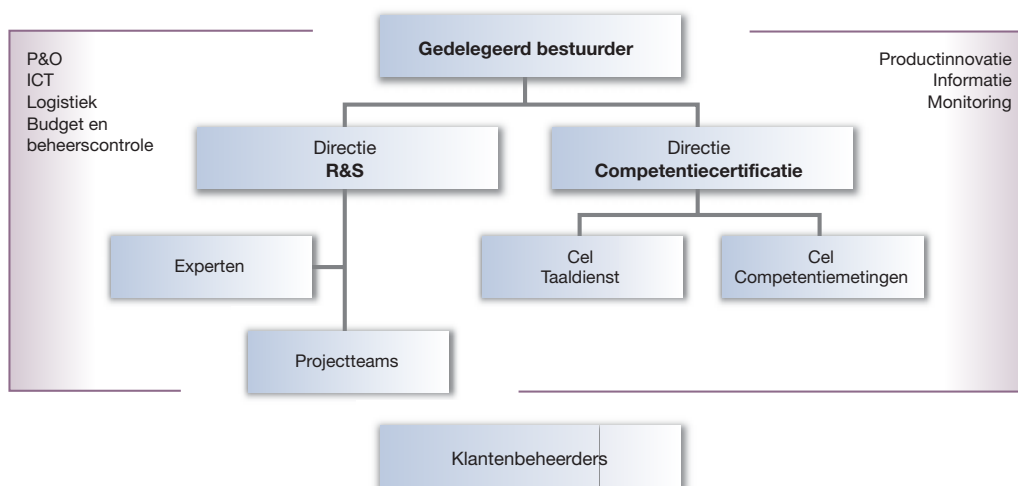 Gedelegeerd bestuurder
P&O
ICT
Logistiek
Budget en
beheerscontrole
Productinnovatie
Informatie
Monitoring
Directie
R&S
Directie
Competentiecertificatie
Experten
Cel
Taaldienst
Cel
Competentiemetingen
Projectteams
Klantenbeheerders